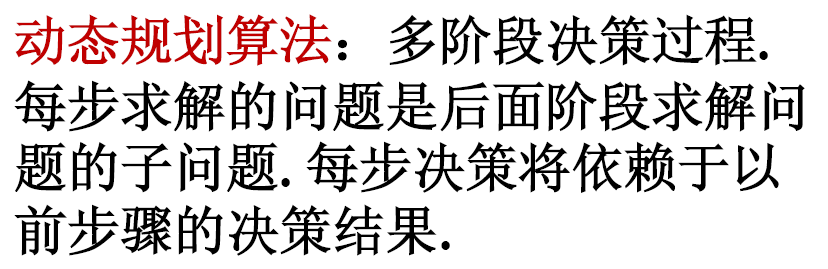 动态规划算法：多阶段决策过程.
每步求解的问题是后面阶段求解问
题的子问题. 每步决策将依赖于以
前步骤的决策结果.